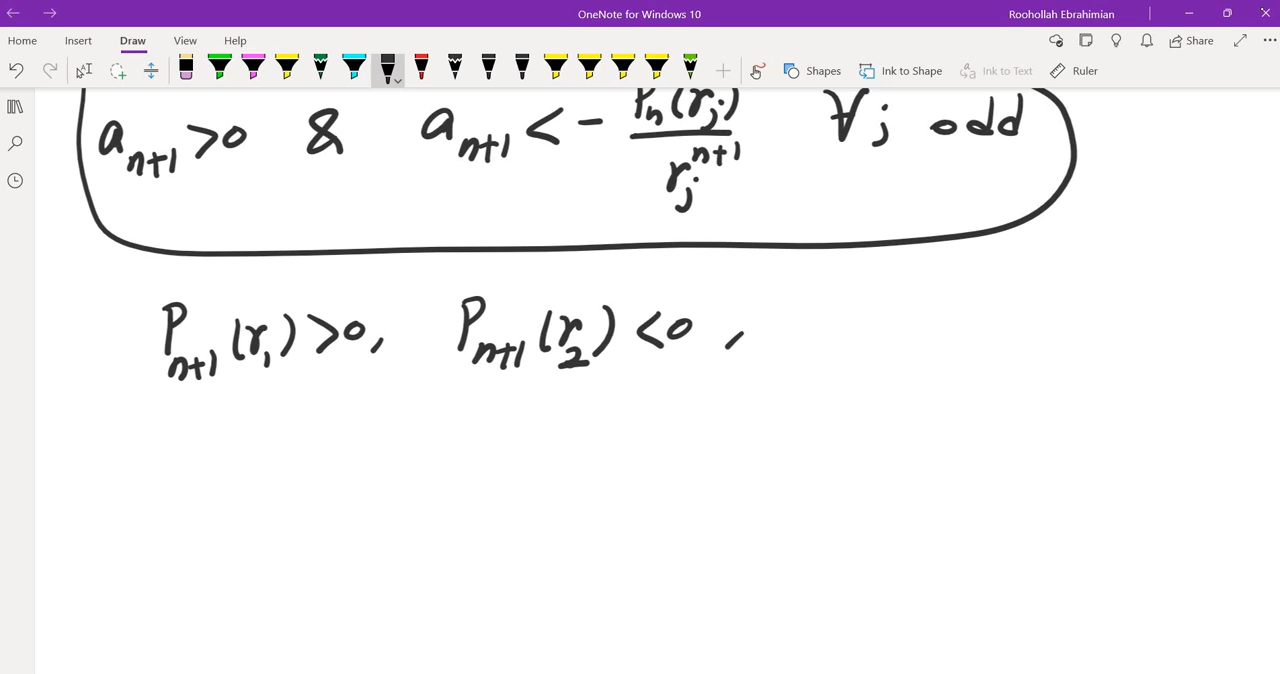 OneNote for Windows 10
Roohollah Ebrahimian
Home Insert Draw View Help
Share
Shapes Ink to Shape Ink to Text Ruler
a_{n+1} > 0 & a_{n+1} < - \frac{P_n(r_j)}{r_j^{n+1}} ∀ j odd
P_{n+1}(r_1) > 0, P_{n+1}(r_2) < 0 ,